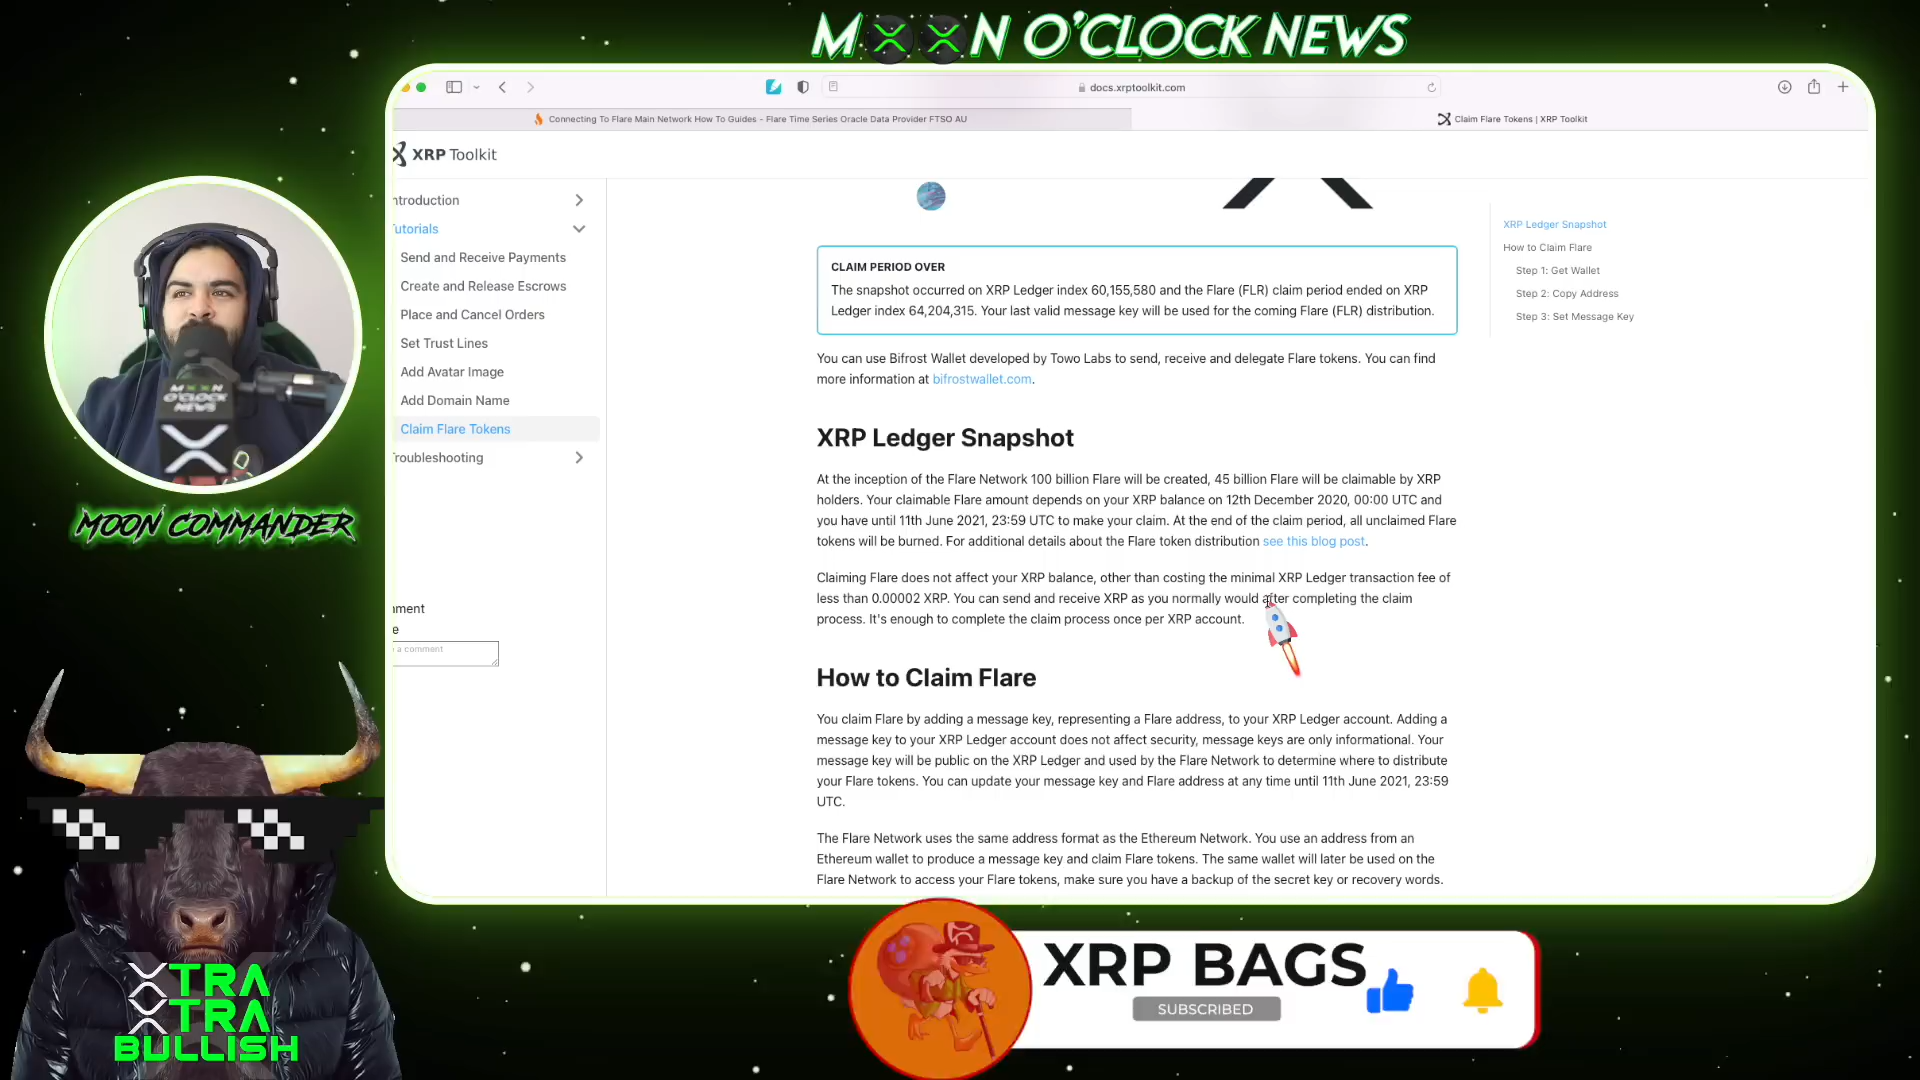 MOON O'CLOCK NEWS
docs.xrptoolkit.com
Connecting To Flare Main Network How To Guides - Flare Time Series Oracle Data Provider FTSO AU
Claim Flare Tokens | XRP Toolkit
XRP Toolkit
ntroduction
utorials
Send and Receive Payments
Create and Release Escrows
Place and Cancel Orders
Set Trust Lines
Add Avatar Image
Add Domain Name
Claim Flare Tokens
roubleshooting
ment
e
a comment
CLAIM PERIOD OVER
The snapshot occurred on XRP Ledger index 60,155,580 and the Flare (FLR) claim period ended on XRP
Ledger index 64,204,315. Your last valid message key will be used for the coming Flare (FLR) distribution.
You can use Bifrost Wallet developed by Towo Labs to send, receive and delegate Flare tokens. You can find
more information at bifrostwallet.com.
XRP Ledger Snapshot
At the inception of the Flare Network 100 billion Flare will be created, 45 billion Flare will be claimable by XRP
holders. Your claimable Flare amount depends on your XRP balance on 12th December 2020, 00:00 UTC and
you have until 11th June 2021, 23:59 UTC to make your claim. At the end of the claim period, all unclaimed Flare
tokens will be burned. For additional details about the Flare token distribution see this blog post.
Claiming Flare does not affect your XRP balance, other than costing the minimal XRP Ledger transaction fee of
less than 0.00002 XRP. You can send and receive XRP as you normally would after completing the claim
process. It's enough to complete the claim process once per XRP account.
How to Claim Flare
You claim Flare by adding a message key, representing a Flare address, to your XRP Ledger account. Adding a
message key to your XRP Ledger account does not affect security, message keys are only informational. Your
message key will be public on the XRP Ledger and used by the Flare Network to determine where to distribute
your Flare tokens. You can update your message key and Flare address at any time until 11th June 2021, 23:59
UTC.
The Flare Network uses the same address format as the Ethereum Network. You use an address from an
Ethereum wallet to produce a message key and claim Flare tokens. The same wallet will later be used on the
Flare Network to access your Flare tokens, make sure you have a backup of the secret key or recovery words.
XRP Ledger Snapshot
How to Claim Flare
Step 1: Get Wallet
Step 2: Copy Address
Step 3: Set Message Key
MOON
O'CLOCK
NEWS
MOON COMMANDER
XTRA
XTRA
BULLISH
XRP BAGS
SUBSCRIBED